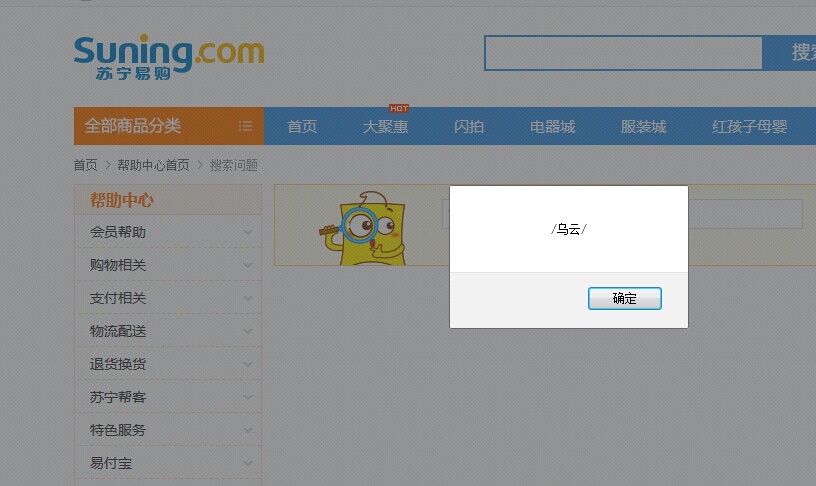 Suning.com
苏宁易购
搜
全部商品分类
首页
HOT
大聚惠
闪拍
电器城
服装城
红孩子母婴
首页 > 帮助中心首页 > 搜索问题
帮助中心
会员帮助
购物相关
支付相关
物流配送
退货换货
苏宁帮客
特色服务
易付宝
/乌云/
确定